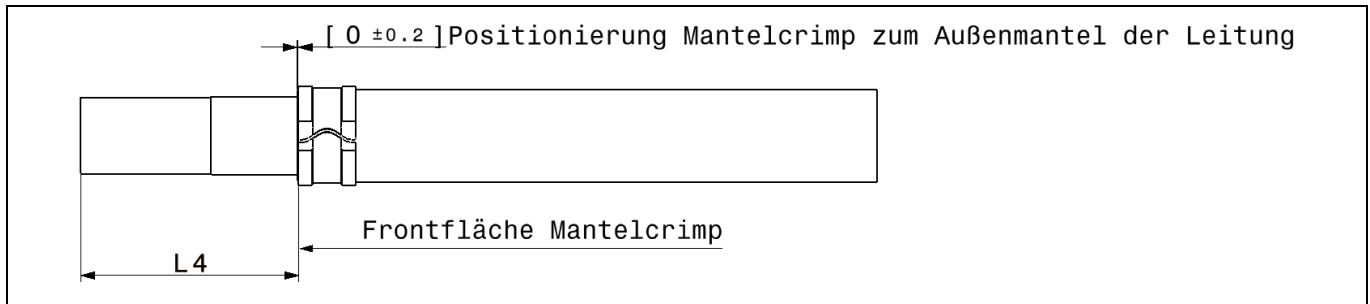 [ 0 ±0.2 ]Positionierung Mantelcrimp zum Außenmantel der Leitung
Frontfläche Mantelcrimp
L4